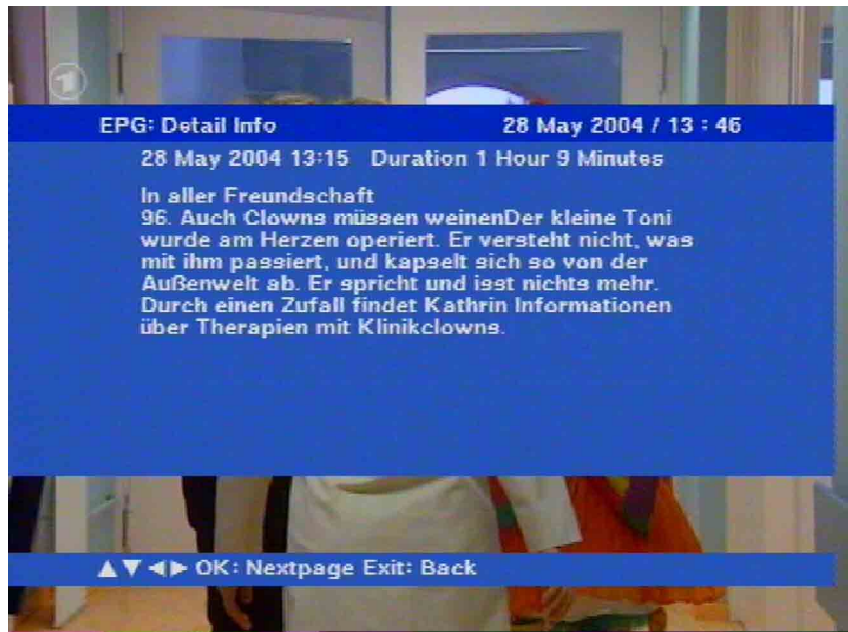 1
EPG: Detail Info 28 May 2004 / 13 : 46
28 May 2004 13:15 Duration 1 Hour 9 Minutes
In aller Freundschaft
96. Auch Clowns müssen weinenDer kleine Toni
wurde am Herzen operiert. Er versteht nicht, was
mit ihm passiert, und kapselt sich so von der
Außenwelt ab. Er spricht und isst nichts mehr.
Durch einen Zufall findet Kathrin Informationen
über Therapien mit Klinikclowns.
▲▼◄► OK: Nextpage Exit: Back